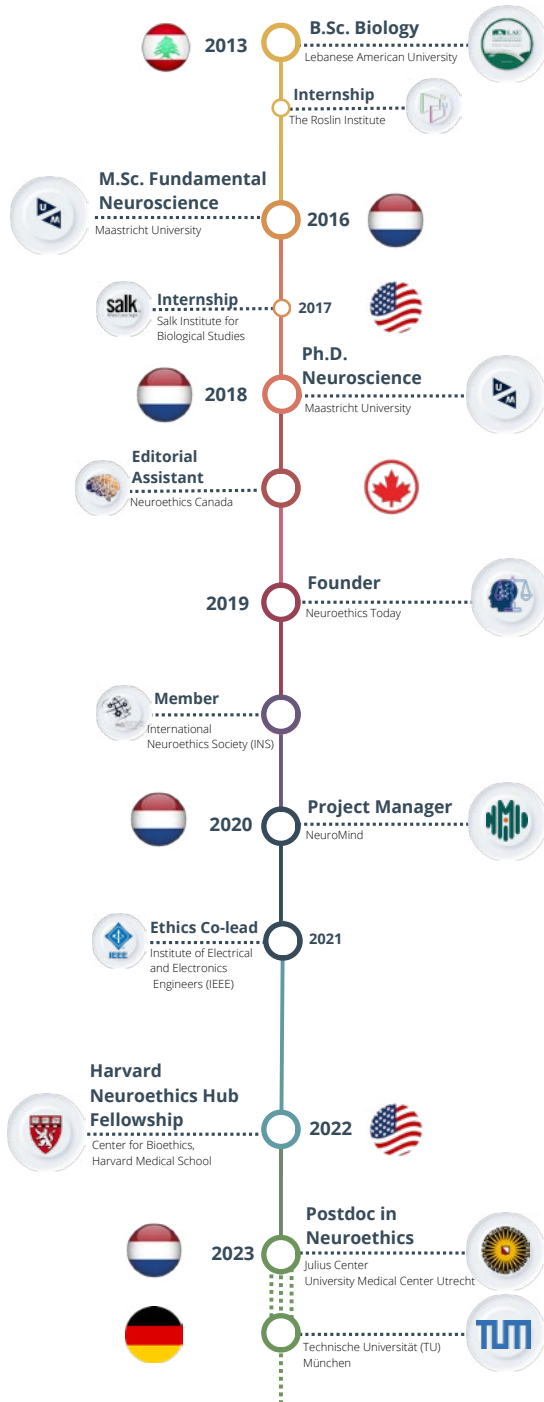 2013
B.Sc. Biology
Lebanese American University
LAU
Internship
The Roslin Institute
M.Sc. Fundamental
Neuroscience
Maastricht University
U
M
2016
salk
Internship
Salk Institute for
Biological Studies
2017
Ph.D.
Neuroscience
Maastricht University
U
M
2018
Editorial
Assistant
Neuroethics Canada
2019
Founder
Neuroethics Today
Member
International
Neuroethics Society (INS)
2020
Project Manager
NeuroMind
IEEE
Ethics Co-lead
Institute of Electrical
and Electronics
Engineers (IEEE)
2021
Harvard
Neuroethics Hub
Fellowship
Center for Bioethics,
Harvard Medical School
2022
2023
Postdoc in
Neuroethics
Julius Center
University Medical Center Utrecht
Technische Universität (TU)
München
TUM